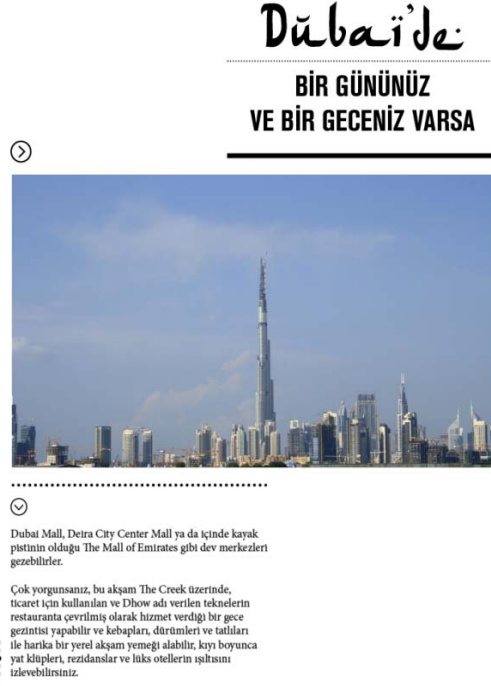 Dubai'de
BİR GÜNÜNÜZ
VE BİR GECENİZ VARSA
Dubai Mall, Deira City Center Mall ya da içinde kayak
pistinin olduğu The Mall of Emirates gibi dev merkezleri
gezebilirler.
Çok yorgunsanız, bu akşam The Creek üzerinde,
ticaret için kullanılan ve Dhow adı verilen teknelerin
restauranta çevrilmiş olarak hizmet verdiği bir gece
gezintisi yapabilir ve kebapları, dürümleri ve tatlıları
ile harika bir yerel akşam yemeği alabilir, kıyı boyunca
yat klüpleri, rezidanslar ve lüks otellerin ışıltısını
izleyebilirsiniz.